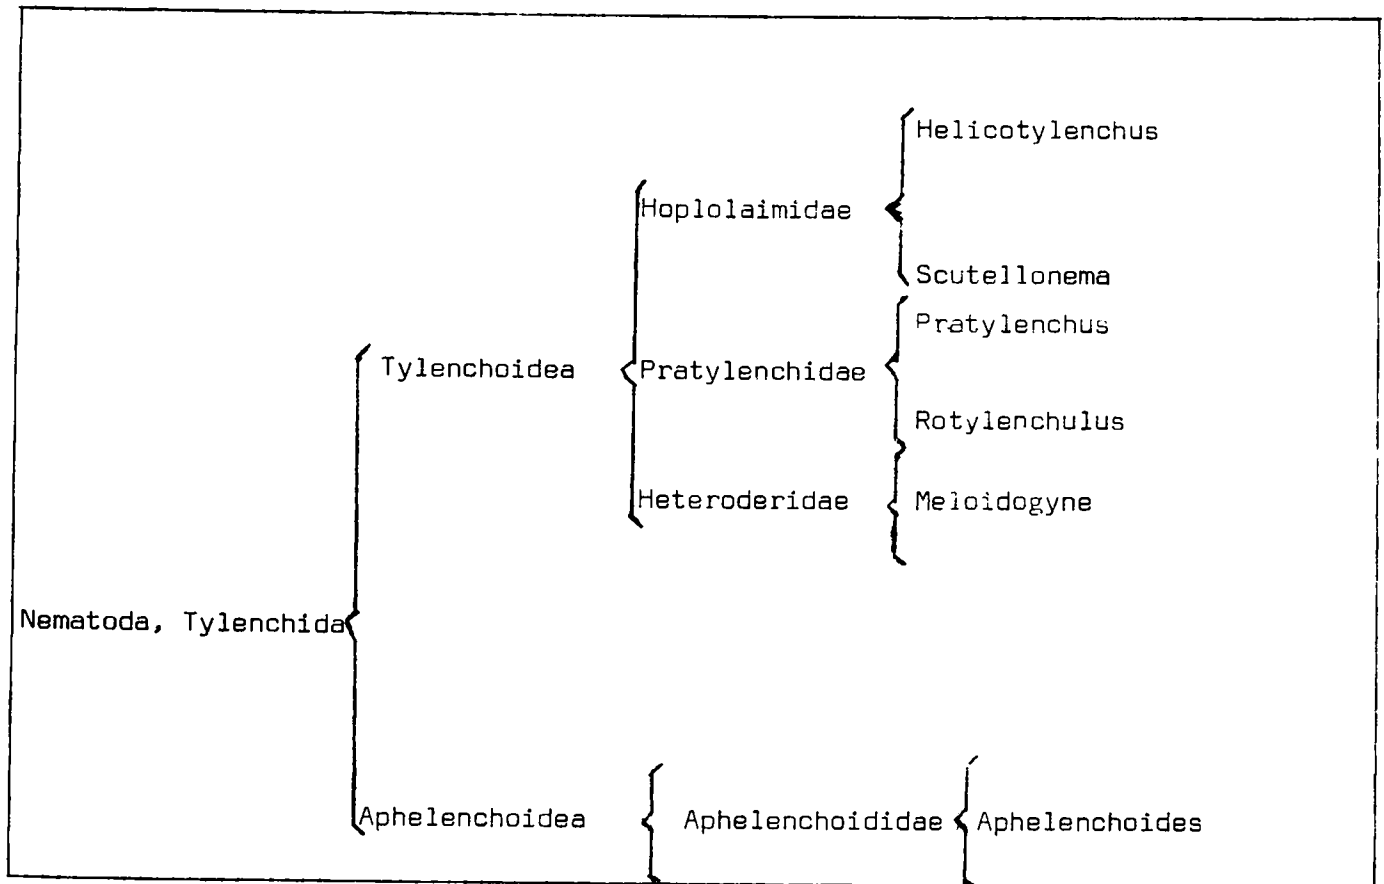 Helicotylenchus
Hoplolaimidae
Scutellonema
Pratylenchus
Tylenchoidea Pratylenchidae
Rotylenchulus
Heteroderidae Meloidogyne
Nematoda, Tylenchida
Aphelenchoidea Aphelenchoididae Aphelenchoides